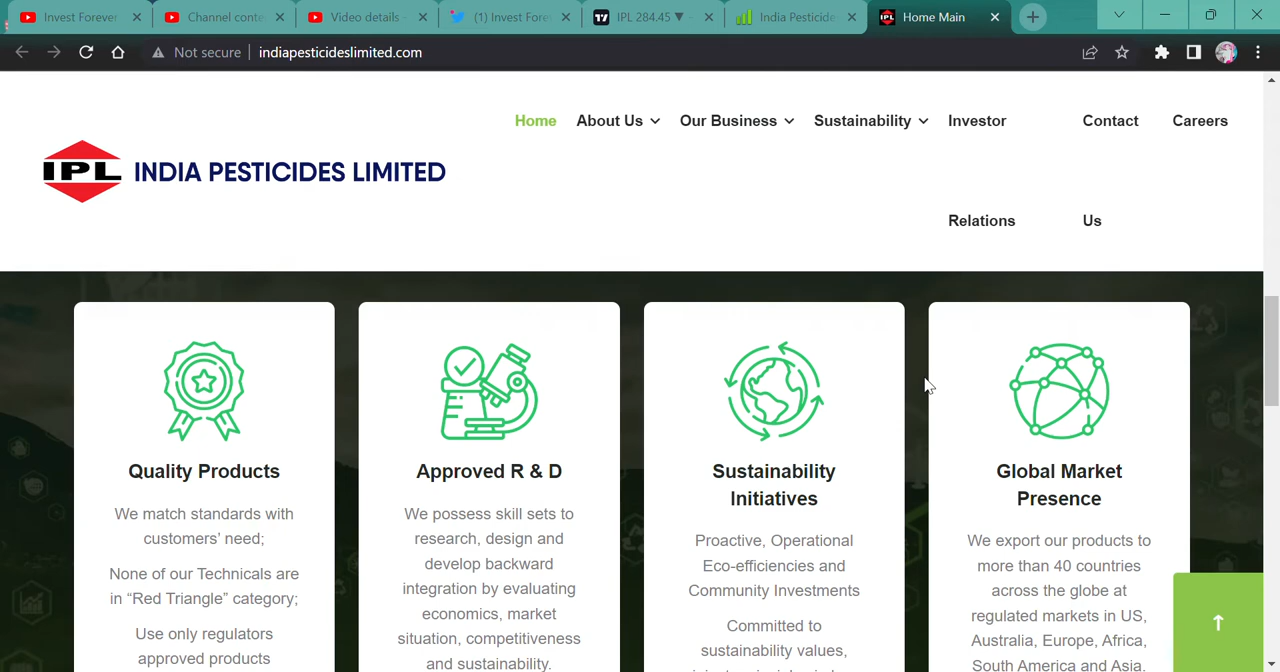 Invest Forever
Channel conte
Video details -
(1) Invest Fore
IPL 284.45 ▼ -
India Pesticide
IPL
Home Main
Not secure
indiapesticideslimited.com
Home
About Us
Our Business
Sustainability
Investor Relations
Contact Us
Careers
IPL
INDIA PESTICIDES LIMITED
Quality Products
We match standards with
customers’ need;
None of our Technicals are
in “Red Triangle” category;
Use only regulators
approved products
Approved R & D
We possess skill sets to
research, design and
develop backward
integration by evaluating
economics, market
situation, competitiveness
and sustainability.
Sustainability
Initiatives
Proactive, Operational
Eco-efficiencies and
Community Investments
Committed to
sustainability values,
Global Market
Presence
We export our products to
more than 40 countries
across the globe at
regulated markets in US,
Australia, Europe, Africa,
South America and Asia.